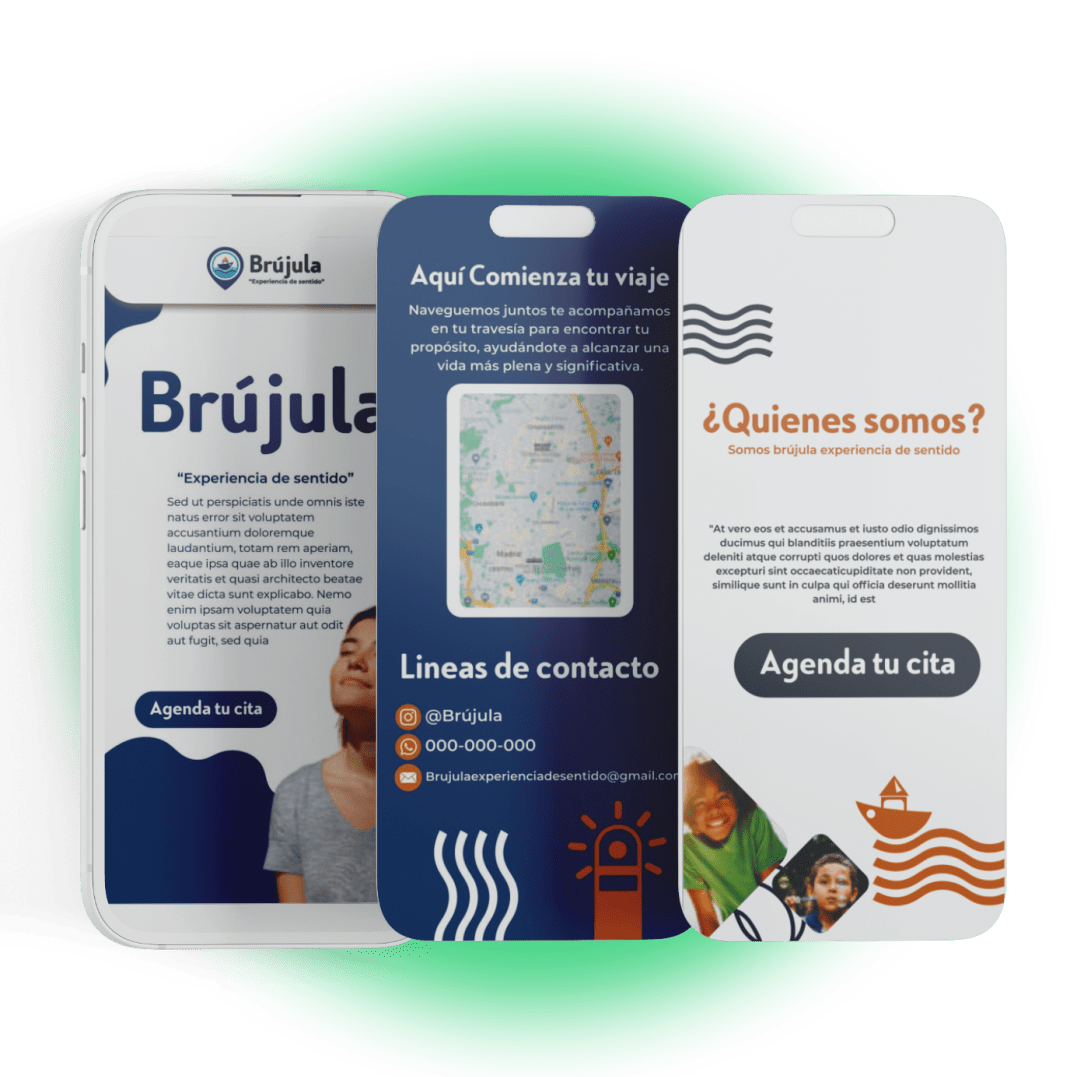 Brújula
"Experiencia de sentido"
Brújula
“Experiencia de sentido”
Sed ut perspiciatis unde omnis iste
natus error sit voluptatem
accusantium doloremque
laudantium, totam rem aperiam,
eaque ipsa quae ab illo inventore
veritatis et quasi architecto beatae
vitae dicta sunt explicabo. Nemo
enim ipsam voluptatem quia
voluptas sit aspernatur aut odit
aut fugit, sed quia
Agenda tu cita
Aquí Comienza tu viaje
Naveguemos juntos te acompañamos
en tu travesía para encontrar tu
propósito, ayudándote a alcanzar una
vida más plena y significativa.
Madrid
Lineas de contacto
@Brújula
000-000-000
Brujulaexperienciadesentido@gmail.com
¿Quienes somos?
Somos brújula experiencia de sentido
"At vero eos et accusamus et iusto odio dignissimos
ducimus qui blanditiis praesentium voluptatum
deleniti atque corrupti quos dolores et quas molestias
excepturi sint occaecaticupiditate non provident,
similique sunt in culpa qui officia deserunt mollitia
animi, id est
Agenda tu cita